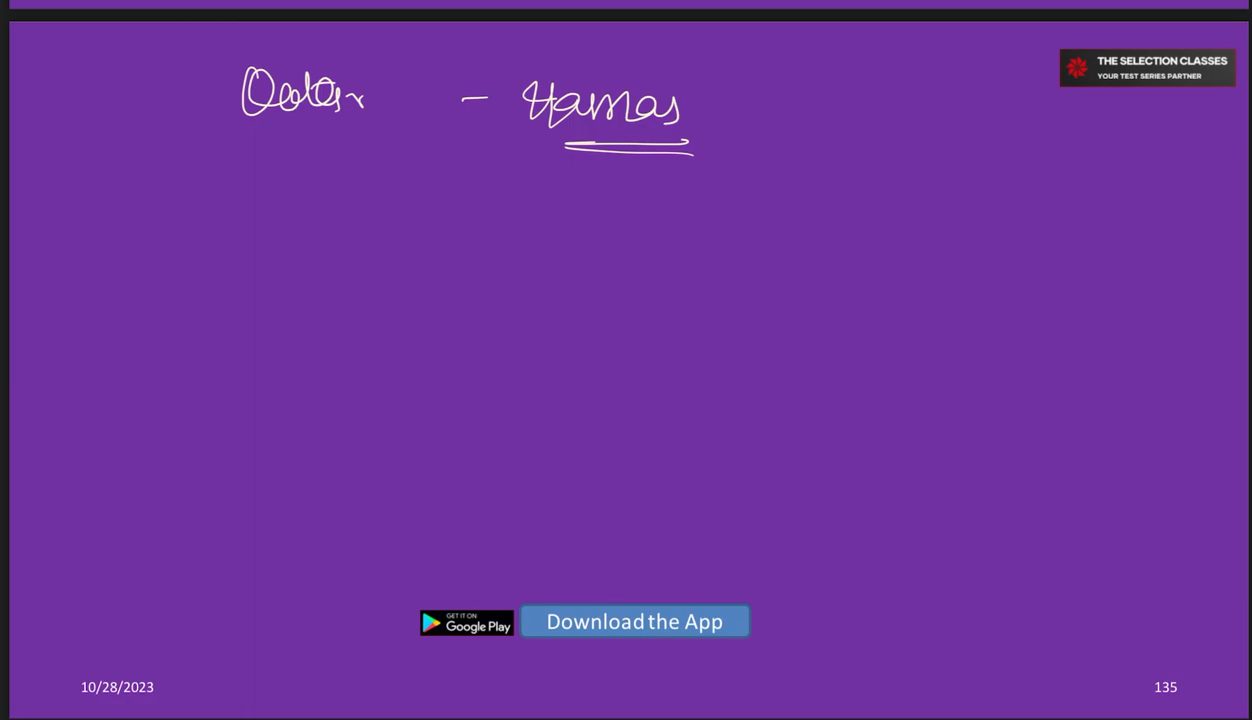 Qatar - Hamas
THE SELECTION CLASSES
YOUR TEST SERIES PARTNER
GET IT ON
Google Play
Download the App
10/28/2023
135